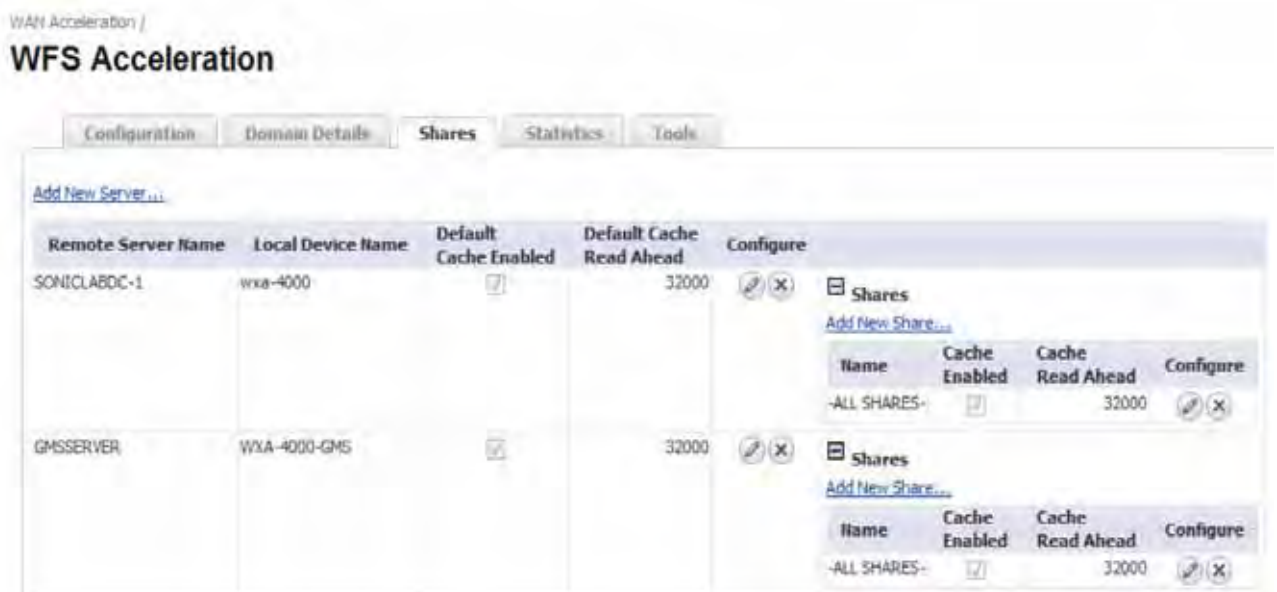 WAN Acceleration /
WFS Acceleration
Configuration Domain Details Shares Statistics Tools
Add New Server...
Remote Server Name Local Device Name Default Cache Enabled Default Cache Read Ahead Configure
SONICLABDC-1 wxa-4000 32000
Shares
Add New Share...
Name Cache Enabled Cache Read Ahead Configure
-ALL SHARES- 32000
GMSSERVER WXA-4000-GMS 32000
Shares
Add New Share...
Name Cache Enabled Cache Read Ahead Configure
-ALL SHARES- 32000